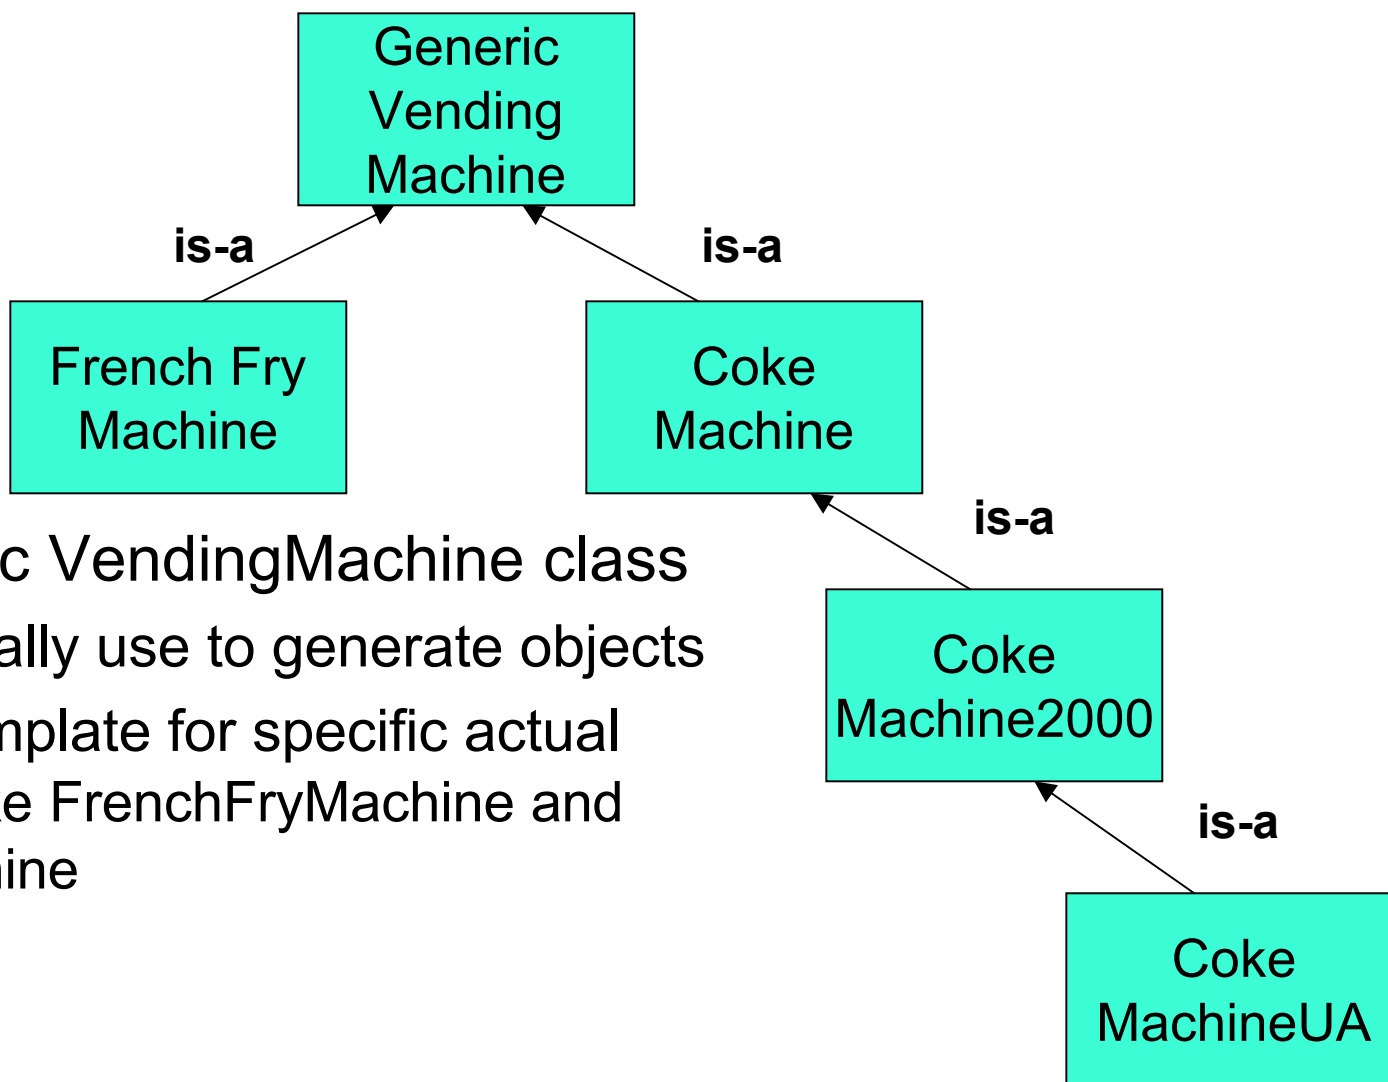 Generic
Vending
Machine
is-a
is-a
French Fry
Machine
Coke
Machine
is-a
c VendingMachine class
ally use to generate objects
Coke
Machine2000
mplate for specific actual
e FrenchFryMachine and
is-a
ine
Coke
MachineUA